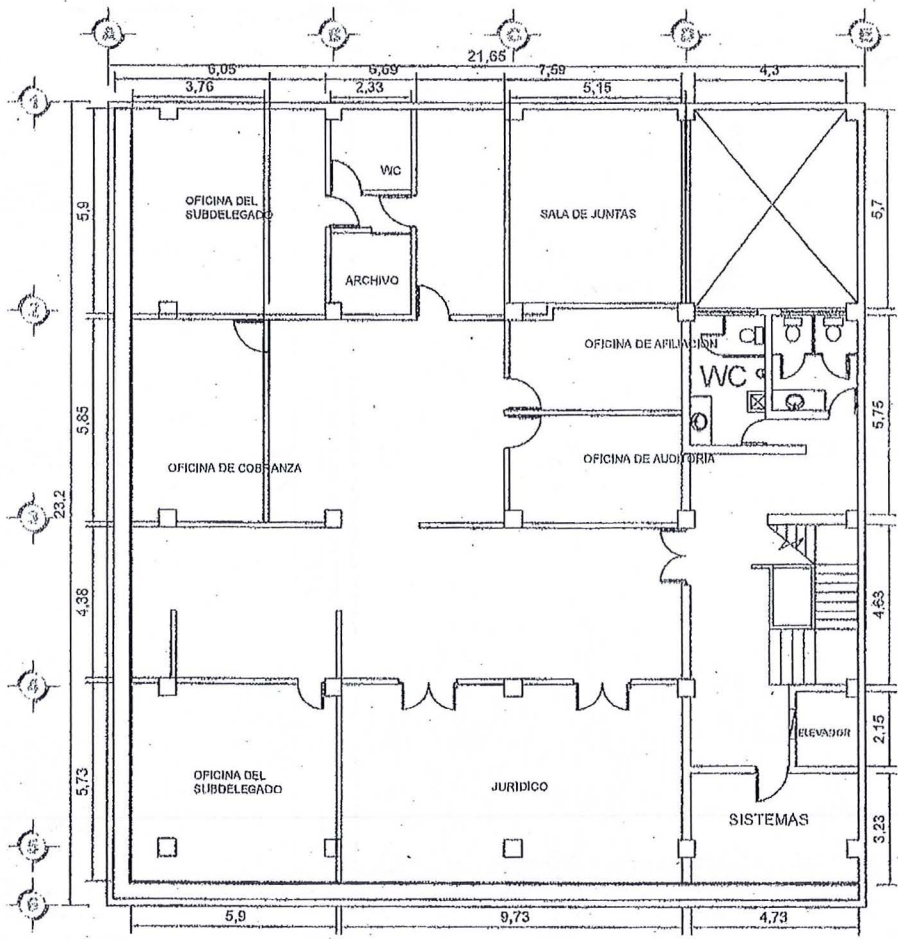 A
B
C
D
E
21,65
6,05
6,69
7,59
4,3
3,76
2,33
5,15
1
5,9
5,7
WC
OFICINA DEL
SUBDELEGADO
SALA DE JUNTAS
ARCHIVO
2
OFICINA DE AFILIACIÓN
WC
5,85
5,75
OFICINA DE COBRANZA
OFICINA DE AUDITORIA
23,2
3
4,38
4,63
4
2,15
ELEVADOR
5,73
OFICINA DEL
SUBDELEGADO
JURÍDICO
SISTEMAS
3,23
5
6
5,9
9,73
4,73